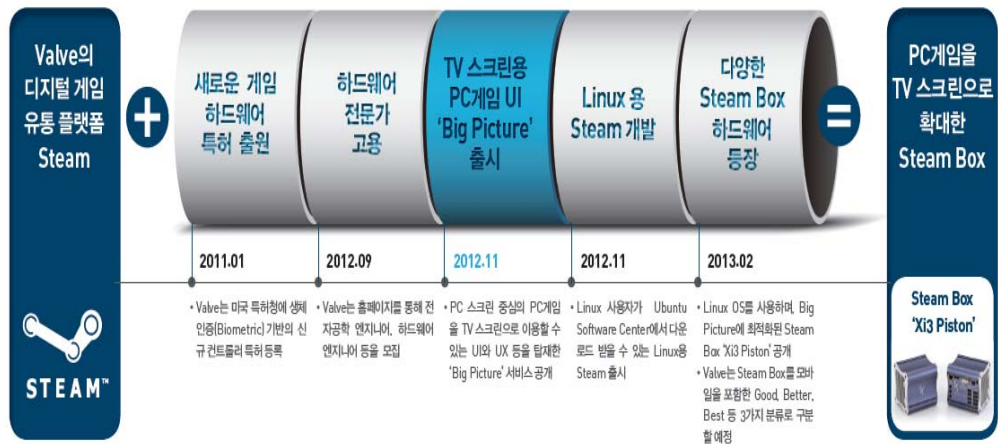 Valve의
디지털 게임
유통 플랫폼
Steam
STEAM™
+
새로운 게임
하드웨어
특허 출원
하드웨어
전문가
고용
TV 스크린용
PC게임 UI
‘Big Picture’
출시
Linux 용
Steam 개발
다양한
Steam Box
하드웨어
등장
=
PC게임을
TV 스크린으로
확대한
Steam Box
2011.01
• Valve는 미국 특허청에 생체
인증(Biometric) 기반의 신
규 컨트롤러 특허 등록
2012.09
• Valve는 홈페이지를 통해 전
자공학 엔지니어, 하드웨어
엔지니어 등을 모집
2012.11
• PC 스크린 중심의 PC게임
을 TV 스크린으로 이용할 수
있는 UI와 UX 등을 탑재한
‘Big Picture’ 서비스 공개
2012.11
• Linux 사용자가 Ubuntu
Software Center에서 다운
로드 받을 수 있는 Linux용
Steam 출시
2013.02
• Linux OS를 사용하며, Big
Picture에 최적화된 Steam
Box ‘Xi3 Piston’ 공개
• Valve는 Steam Box를 모바
일을 포함한 Good, Better,
Best 등 3가지 분류로 구분
할 예정
Steam Box
‘Xi3 Piston’